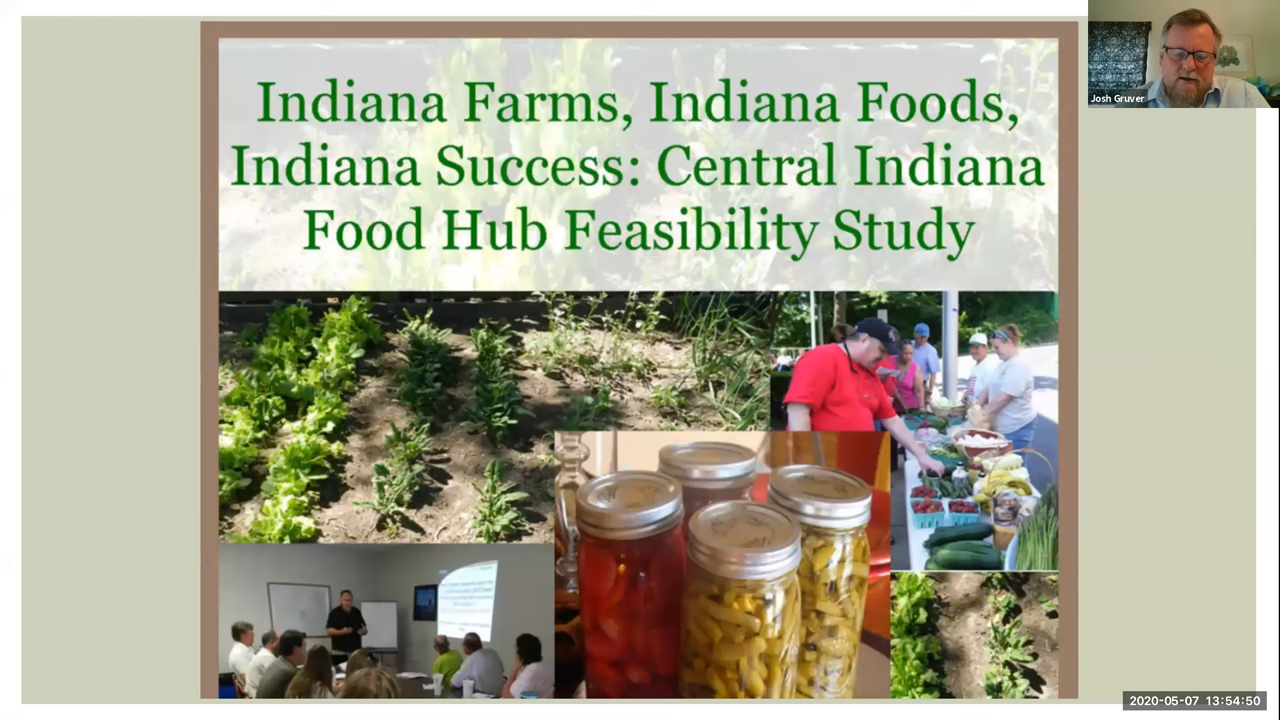 Indiana Farms, Indiana Foods,
Indiana Success: Central Indiana
Food Hub Feasibility Study
Josh Gruver
2020-05-07 13:54:50